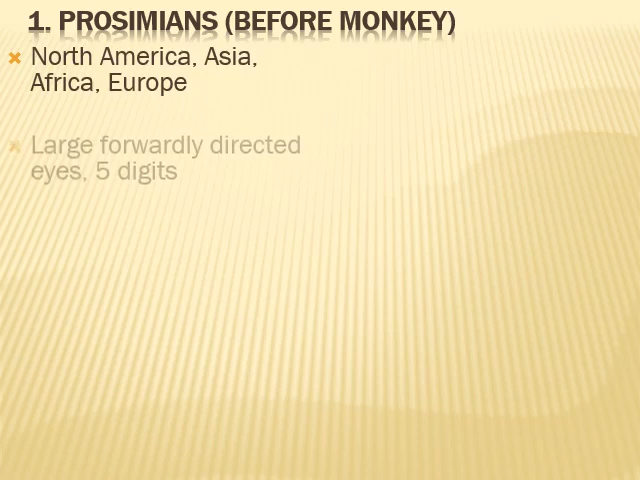 1. PROSIMIANS (BEFORE MONKEY)
North America, Asia,
Africa, Europe
Large forwardly directed
eyes, 5 digits